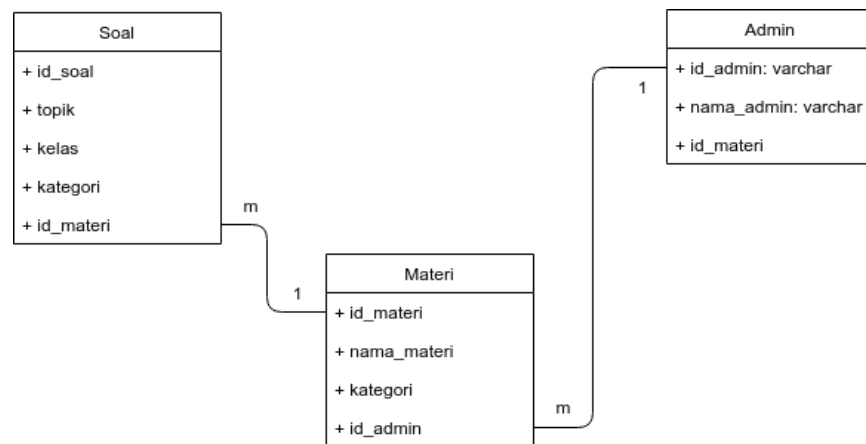 Soal
+ id_soal
+ topik
+ kelas
+ kategori
+ id_materi
m
1
Materi
+ id_materi
+ nama_materi
+ kategori
+ id_admin
m
1
Admin
+ id_admin: varchar
+ nama_admin: varchar
+ id_materi